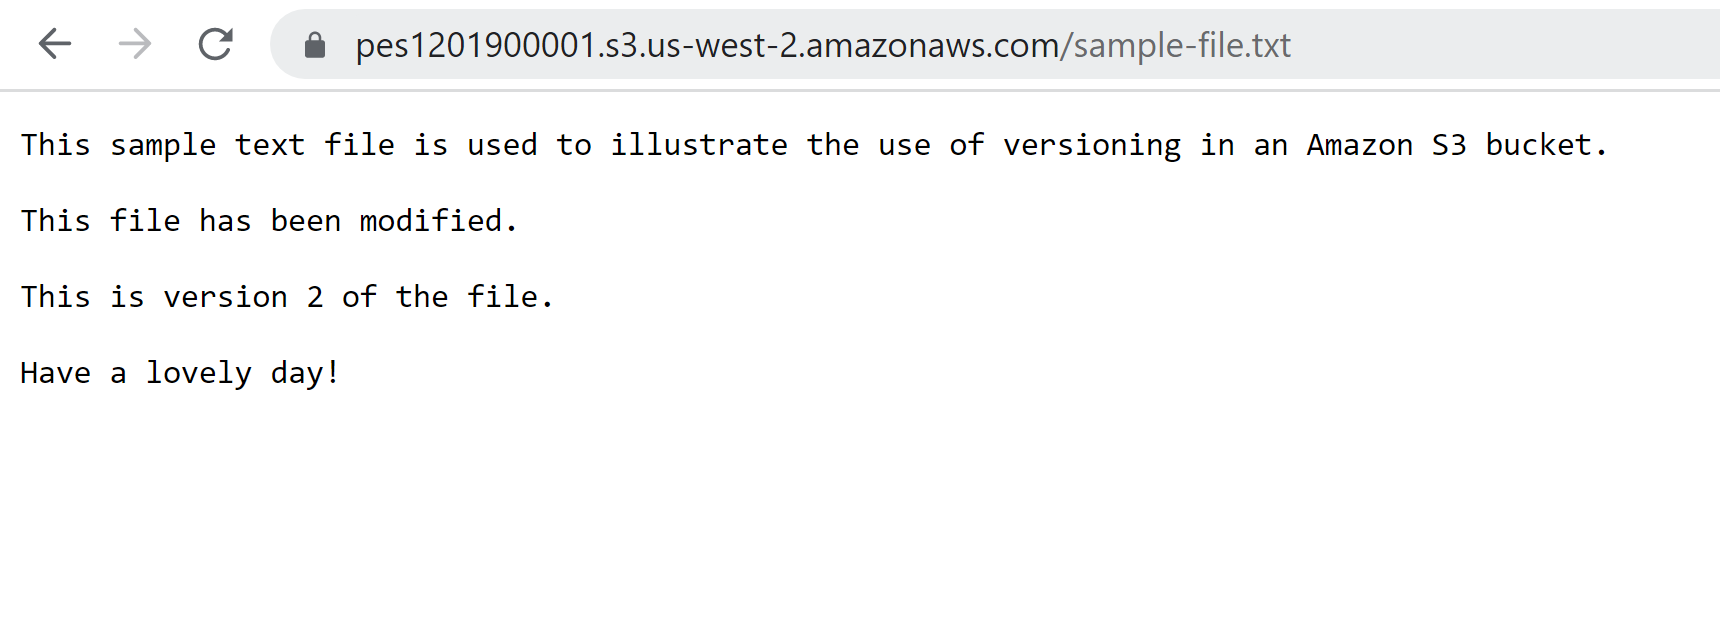 pes1201900001.s3.us-west-2.amazonaws.com/sample-file.txt
This sample text file is used to illustrate the use of versioning in an Amazon S3 bucket.
This file has been modified.
This is version 2 of the file.
Have a lovely day!